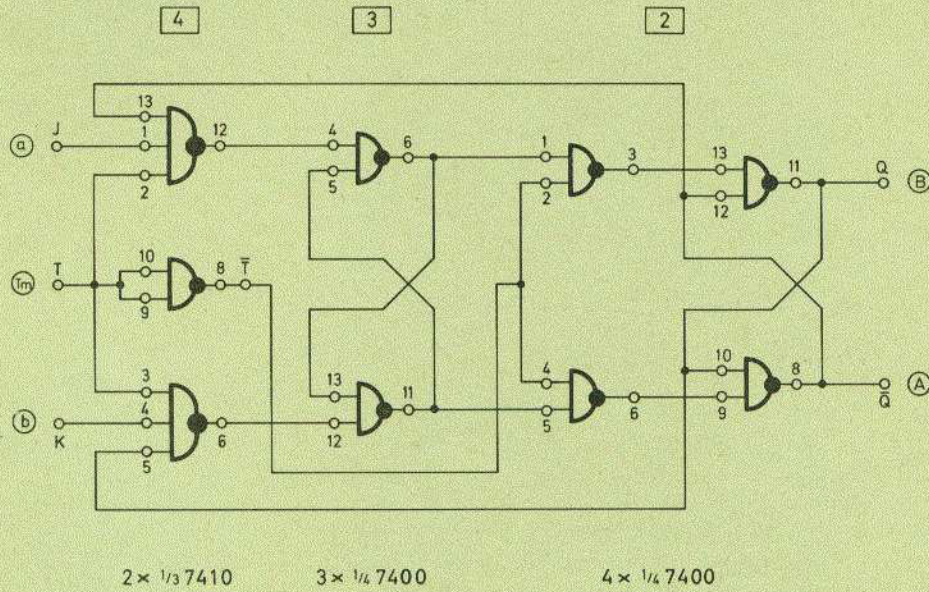 4 3 2
13
1 12 4 6 1 3 13 11
a J Q B
2 5 2 12
10
Tm T 8 T̅
9
3 13 4 10
4 11 8 A
b 6 12 5 6 9 Q̅
K
5
2 × 1/3 7410 3 × 1/4 7400 4 × 1/4 7400